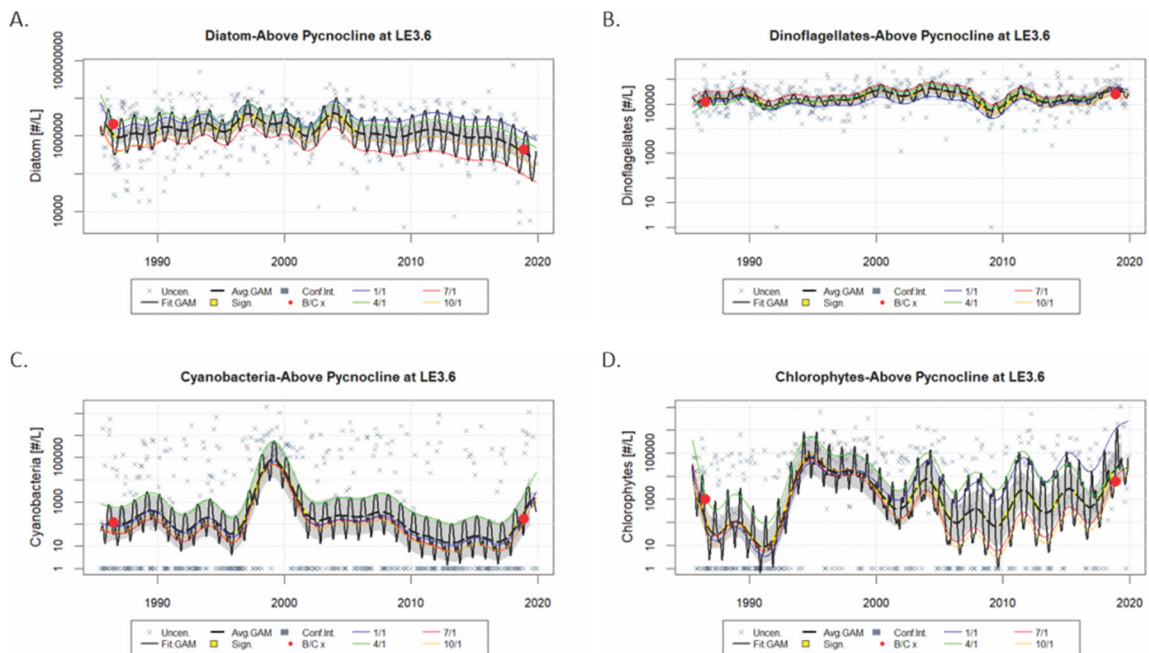 A.
Diatom-Above Pycnocline at LE3.6
Diatom [#/L]
100000000
1000000
10000
1990 2000 2010 2020
Uncen. Avg.GAM Conf.Int. 1/1 7/1
Fit.GAM Sign. B/C x 4/1 10/1
B.
Dinoflagellates-Above Pycnocline at LE3.6
Dinoflagellates [#/L]
100000
1000
10
1
1990 2000 2010 2020
Uncen. Avg.GAM Conf.Int. 1/1 7/1
Fit.GAM Sign. B/C x 4/1 10/1
C.
Cyanobacteria-Above Pycnocline at LE3.6
Cyanobacteria [#/L]
100000
1000
10
1
1990 2000 2010 2020
Uncen. Avg.GAM Conf.Int. 1/1 7/1
Fit.GAM Sign. B/C x 4/1 10/1
D.
Chlorophytes-Above Pycnocline at LE3.6
Chlorophytes [#/L]
100000
1000
10
1
1990 2000 2010 2020
Uncen. Avg.GAM Conf.Int. 1/1 7/1
Fit.GAM Sign. B/C x 4/1 10/1